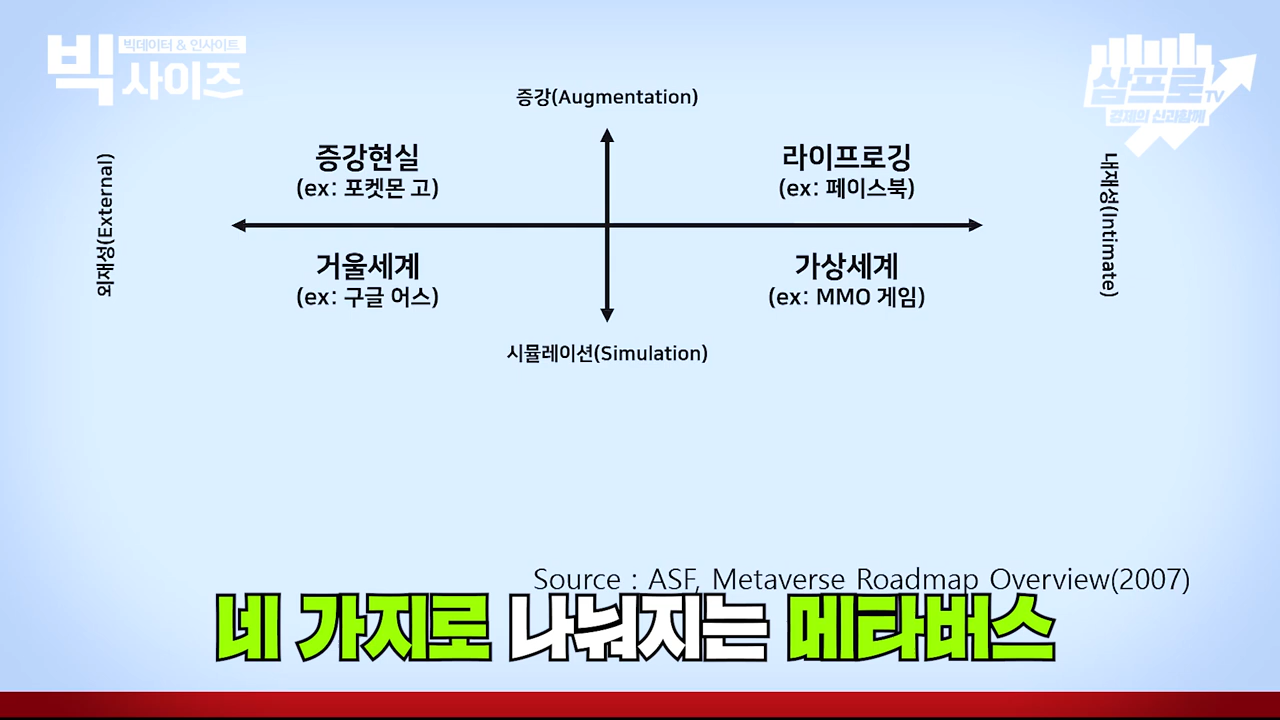 빅데이터 & 인사이트
빅사이즈
삼프로TV
경제의 신과함께
증강(Augmentation)
외재성(External)
내재성(Intimate)
증강현실
(ex: 포켓몬 고)
라이프로깅
(ex: 페이스북)
거울세계
(ex: 구글 어스)
가상세계
(ex: MMO 게임)
시뮬레이션(Simulation)
Source : ASF, Metaverse Roadmap Overview(2007)
네 가지로 나눠지는 메타버스